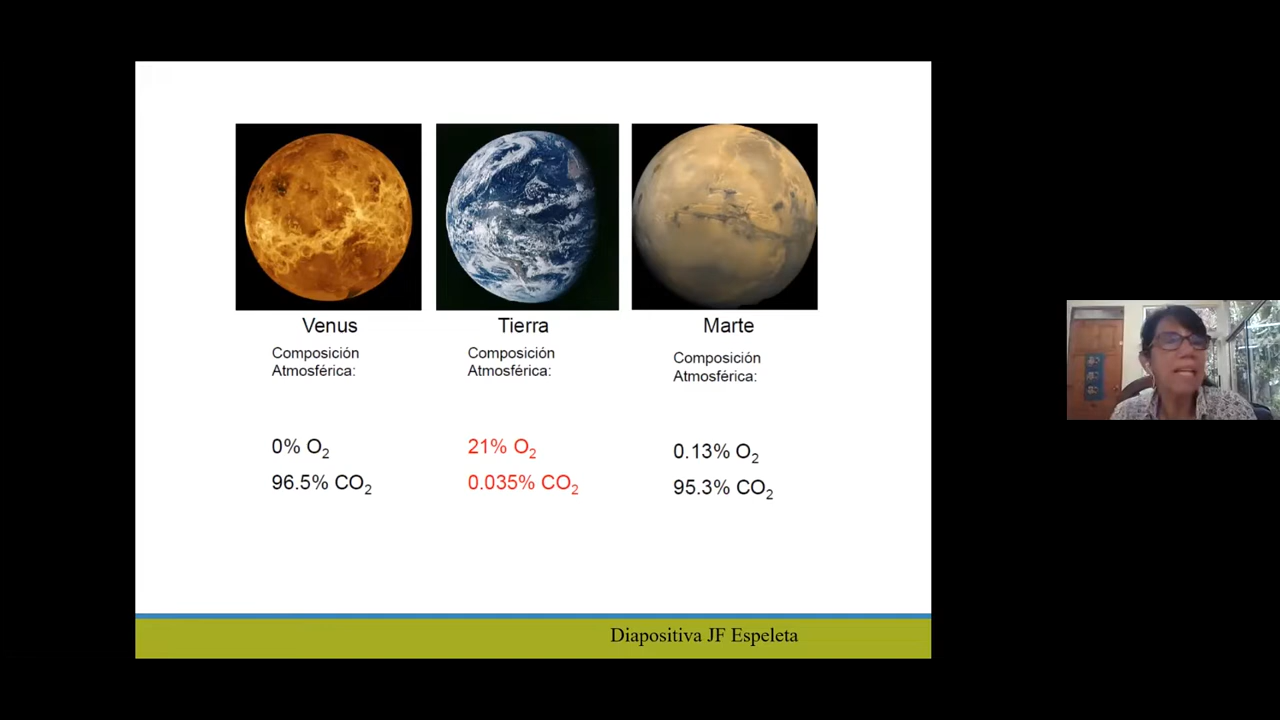 Venus
Composición
Atmosférica:
0% O₂
96.5% CO₂
Tierra
Composición
Atmosférica:
21% O₂
0.035% CO₂
Marte
Composición
Atmosférica:
0.13% O₂
95.3% CO₂
Diapositiva JF Espeleta